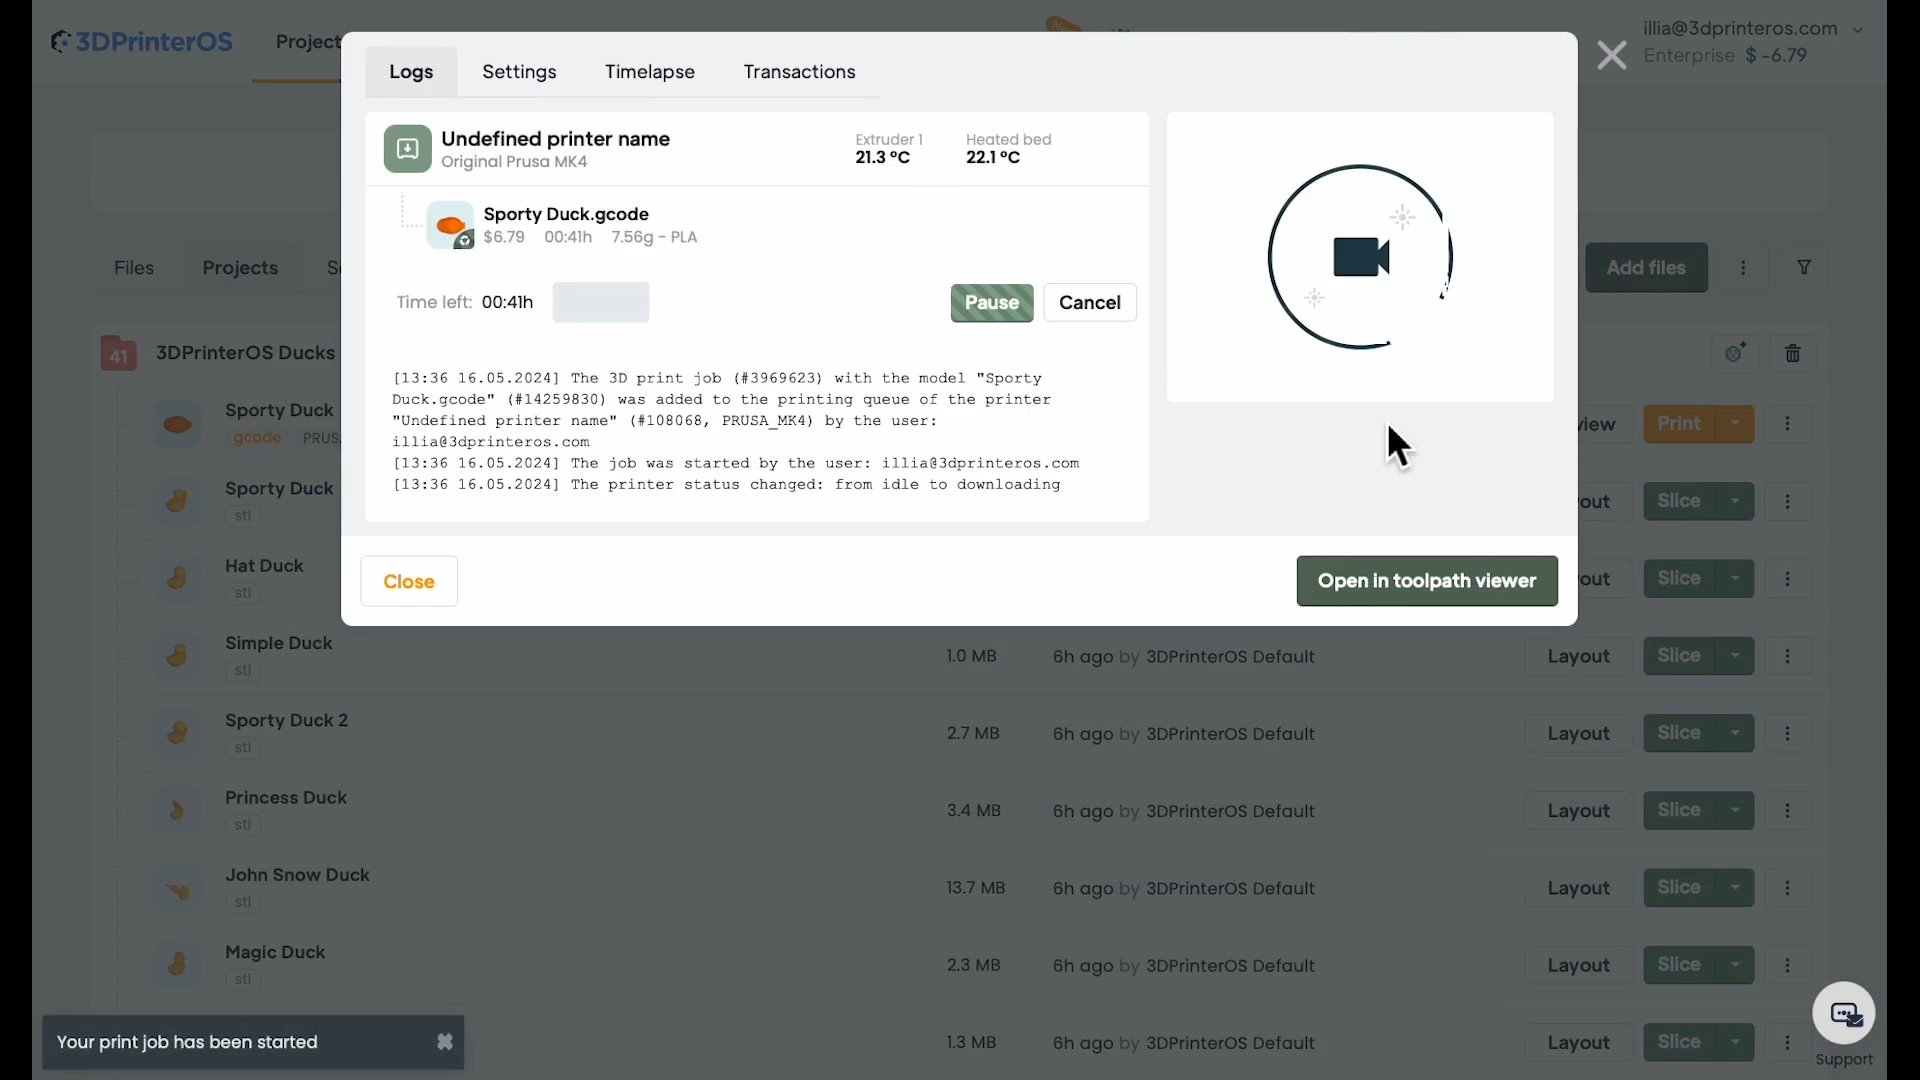 3DPrinterOS
Project
illia@3dprinteros.com
Enterprise $ -6.79
Logs
Settings
Timelapse
Transactions
Undefined printer name
Original Prusa MK4
Extruder 1
21.3 ºC
Heated bed
22.1 ºC
Sporty Duck.gcode
$6.79 00:41h 7.56g - PLA
Time left: 00:41h
Pause
Cancel
[13:36 16.05.2024] The 3D print job (#3969623) with the model "Sporty
Duck.gcode" (#14259830) was added to the printing queue of the printer
"Undefined printer name" (#108068, PRUSA_MK4) by the user:
illia@3dprinteros.com
[13:36 16.05.2024] The job was started by the user: illia@3dprinteros.com
[13:36 16.05.2024] The printer status changed: from idle to downloading
Close
Open in toolpath viewer
Files
Projects
Add files
41
3DPrinterOS Ducks
Sporty Duck
gcode PRUS
Print
Sporty Duck
stl
Slice
Hat Duck
stl
Slice
Simple Duck
stl
1.0 MB
6h ago by 3DPrinterOS Default
Layout
Slice
Sporty Duck 2
stl
2.7 MB
6h ago by 3DPrinterOS Default
Layout
Slice
Princess Duck
stl
3.4 MB
6h ago by 3DPrinterOS Default
Layout
Slice
John Snow Duck
stl
13.7 MB
6h ago by 3DPrinterOS Default
Layout
Slice
Magic Duck
stl
2.3 MB
6h ago by 3DPrinterOS Default
Layout
Slice
1.3 MB
6h ago by 3DPrinterOS Default
Layout
Slice
Your print job has been started
Support